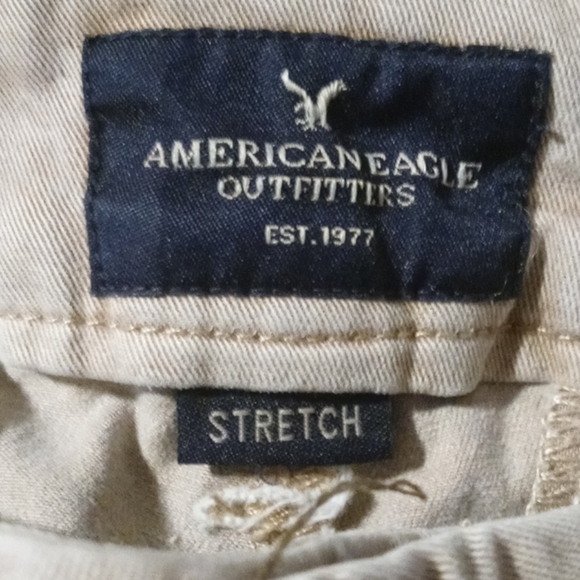 AMERICAN EAGLE
OUTFITTERS
EST. 1977
STRETCH